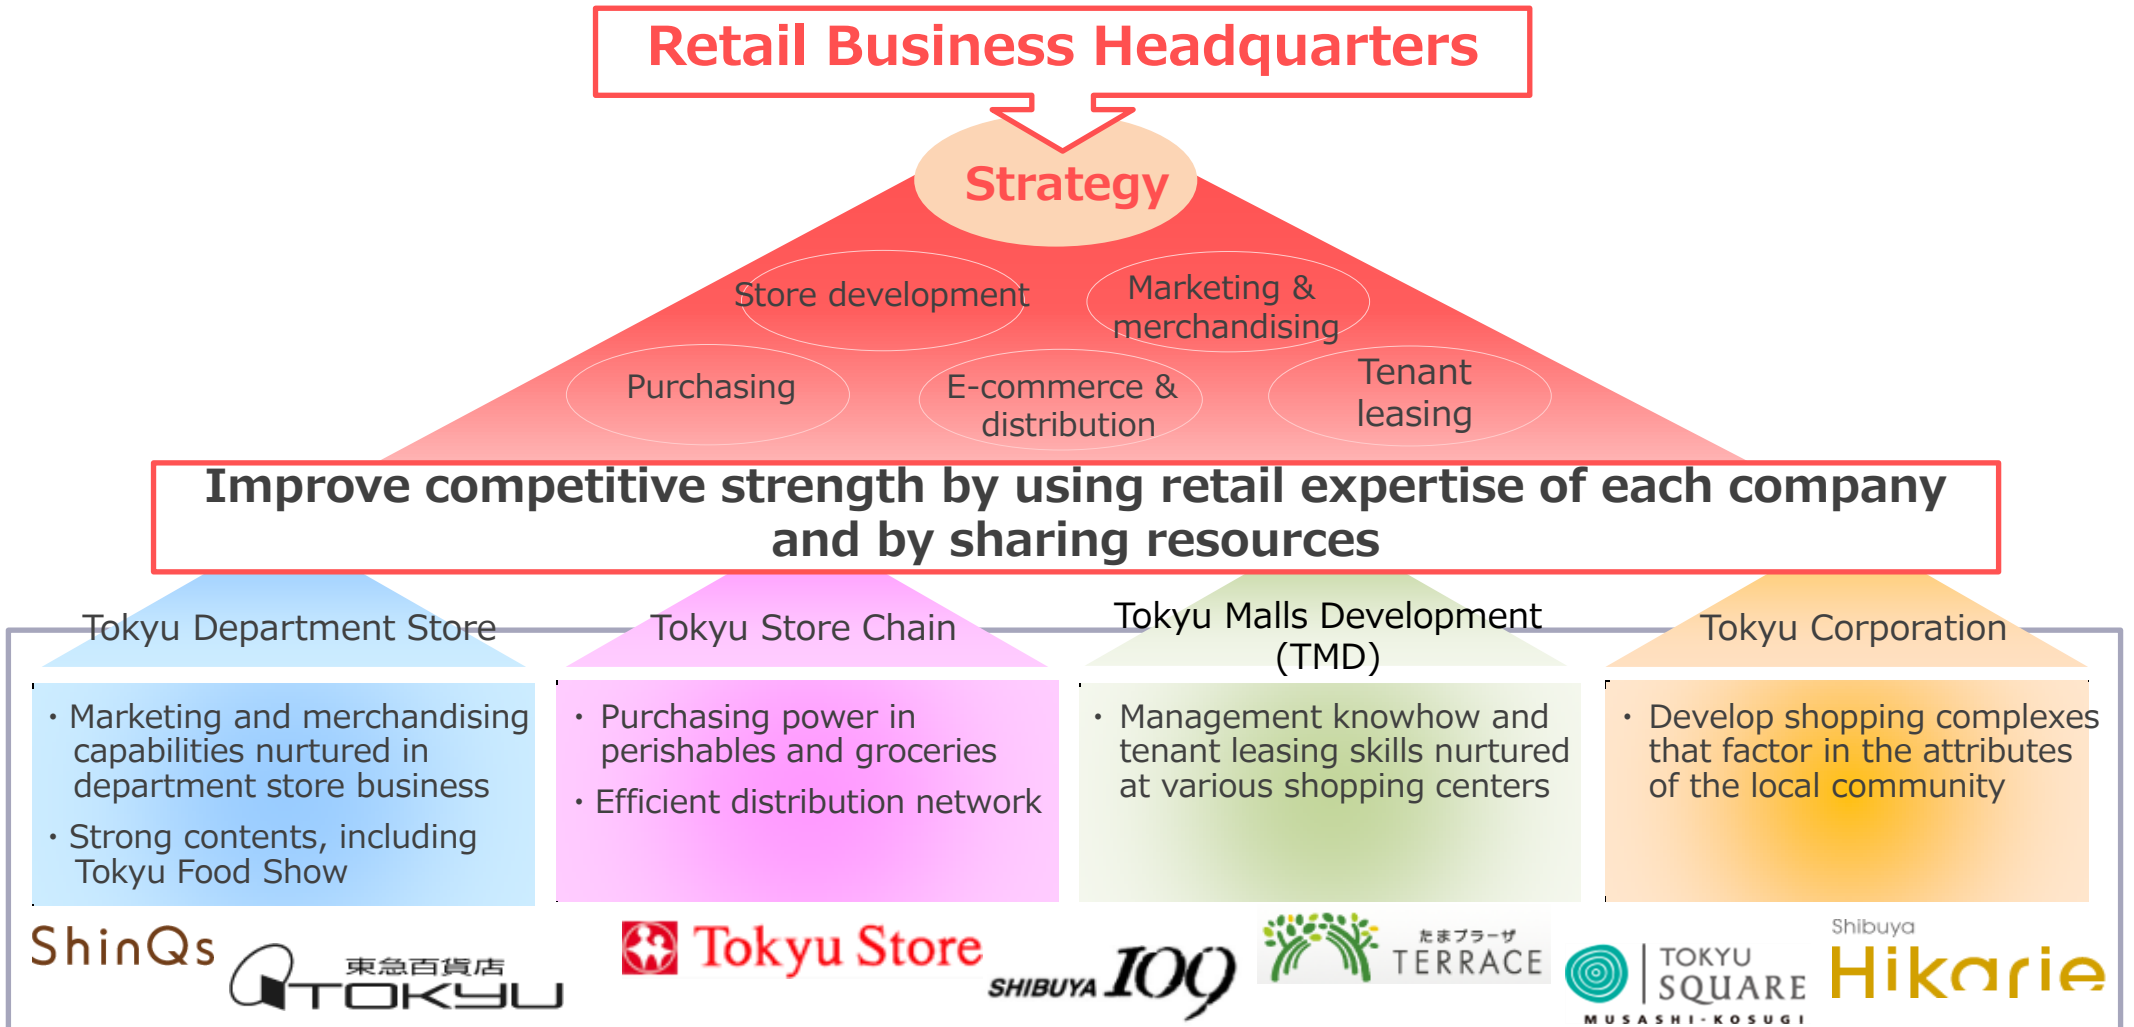 Retail Business Headquarters
Strategy
Store development
Marketing &
merchandising
Purchasing
E-commerce &
distribution
Tenant
leasing
Improve competitive strength by using retail expertise of each company
and by sharing resources
Tokyu Department Store
・Marketing and merchandising
capabilities nurtured in
department store business
・Strong contents, including
Tokyu Food Show
Tokyu Store Chain
・Purchasing power in
perishables and groceries
・Efficient distribution network
Tokyu Malls Development
(TMD)
・Management knowhow and
tenant leasing skills nurtured
at various shopping centers
Tokyu Corporation
・Develop shopping complexes
that factor in the attributes
of the local community
ShinQs
東急百貨店
TOKYU
Tokyu Store
SHIBUYA 109
たまプラーザ
TERRACE
TOKYU
SQUARE
MUSASHI-KOSUGI
Shibuya
Hikarie